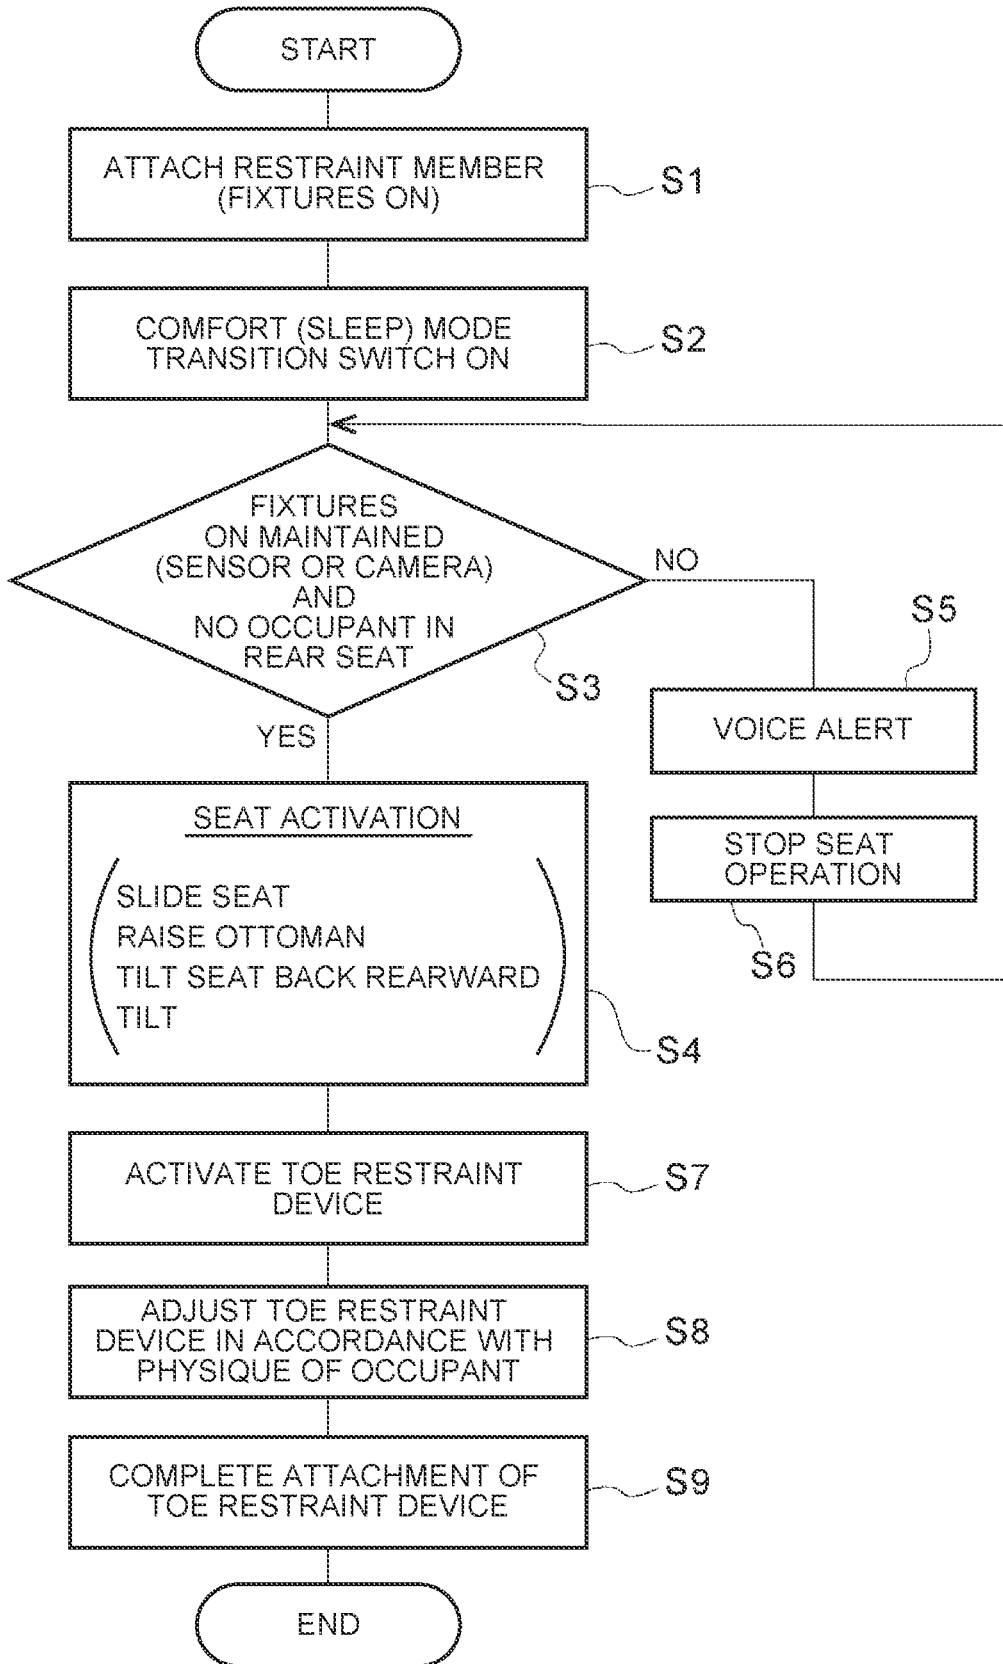 START
ATTACH RESTRAINT MEMBER
(FIXTURES ON)
S1
COMFORT (SLEEP) MODE
TRANSITION SWITCH ON
S2
FIXTURES
ON MAINTAINED
(SENSOR OR CAMERA)
AND
NO OCCUPANT IN
REAR SEAT
S3
NO
YES
S5
VOICE ALERT
STOP SEAT
OPERATION
S6
SEAT ACTIVATION
SLIDE SEAT
RAISE OTTOMAN
TILT SEAT BACK REARWARD
TILT
S4
ACTIVATE TOE RESTRAINT
DEVICE
S7
ADJUST TOE RESTRAINT
DEVICE IN ACCORDANCE WITH
PHYSIQUE OF OCCUPANT
S8
COMPLETE ATTACHMENT OF
TOE RESTRAINT DEVICE
S9
END